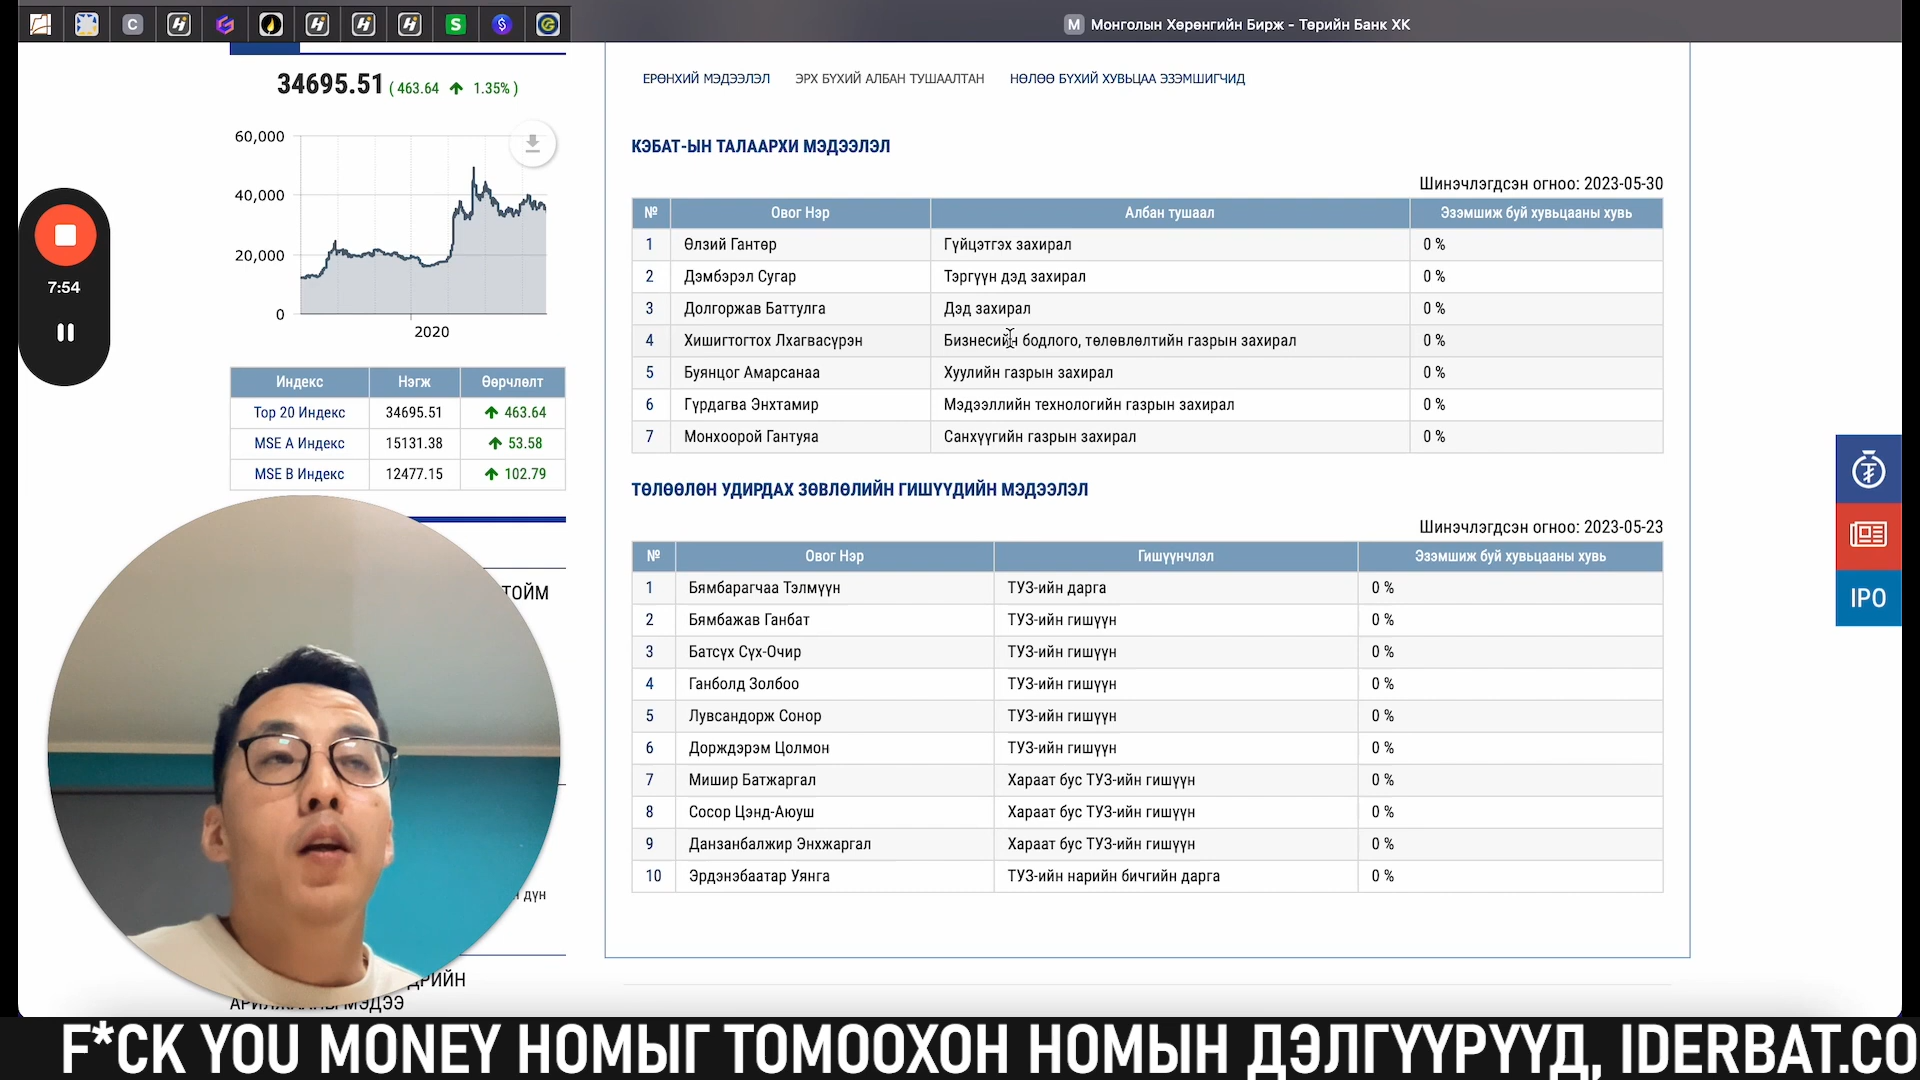 C
S
$
M Монголын Хөрөнгийн Бирж - Төрийн Банк ХК
34695.51 ( 463.64 1.35% )
60,000
40,000
20,000
0
2020
7:54
Индекс Нэгж Өөрчлөлт
Top 20 Индекс 34695.51 463.64
MSE A Индекс 15131.38 53.58
MSE B Индекс 12477.15 102.79
ТОЙМ
дүн
АРИЛЖААНЫ МЭДЭЭ
ЕРӨНХИЙ МЭДЭЭЛЭЛ ЭРХ БҮХИЙ АЛБАН ТУШААЛТАН НӨЛӨӨ БҮХИЙ ХУВЬЦАА ЭЗЭМШИГЧИД
КЭБАТ-ЫН ТАЛААРХИ МЭДЭЭЛЭЛ
Шинэчлэгдсэн огноо: 2023-05-30
№ Овог Нэр Албан тушаал Эзэмшиж буй хувьцааны хувь
1 Өлзий Гантөр Гүйцэтгэх захирал 0 %
2 Дэмбэрэл Сугар Тэргүүн дэд захирал 0 %
3 Долгоржав Баттулга Дэд захирал 0 %
4 Хишигтогтох Лхагвасүрэн Бизнесийн бодлого, төлөвлөлтийн газрын захирал 0 %
5 Буянцог Амарсанаа Хуулийн газрын захирал 0 %
6 Гүрдагва Энхтамир Мэдээллийн технологийн газрын захирал 0 %
7 Монхоорой Гантуяа Санхүүгийн газрын захирал 0 %
ТӨЛӨӨЛӨН УДИРДАХ ЗӨВЛӨЛИЙН ГИШҮҮДИЙН МЭДЭЭЛЭЛ
Шинэчлэгдсэн огноо: 2023-05-23
№ Овог Нэр Гишүүнчлэл Эзэмшиж буй хувьцааны хувь
1 Бямбарагчаа Тэлмүүн ТУЗ-ийн дарга 0 %
2 Бямбажав Ганбат ТУЗ-ийн гишүүн 0 %
3 Батсүх Сүх-Очир ТУЗ-ийн гишүүн 0 %
4 Ганболд Золбоо ТУЗ-ийн гишүүн 0 %
5 Лувсандорж Сонор ТУЗ-ийн гишүүн 0 %
6 Дорждэрэм Цолмон ТУЗ-ийн гишүүн 0 %
7 Мишир Батжаргал Хараат бус ТУЗ-ийн гишүүн 0 %
8 Сосор Цэнд-Аюуш Хараат бус ТУЗ-ийн гишүүн 0 %
9 Данзанбалжир Энхжаргал Хараат бус ТУЗ-ийн гишүүн 0 %
10 Эрдэнэбаатар Уянга ТУЗ-ийн нарийн бичгийн дарга 0 %
IPO
F*CK YOU MONEY НОМЫГ ТОМООХОН НОМЫН ДЭЛГҮҮРҮҮД, IDERBAT.CO